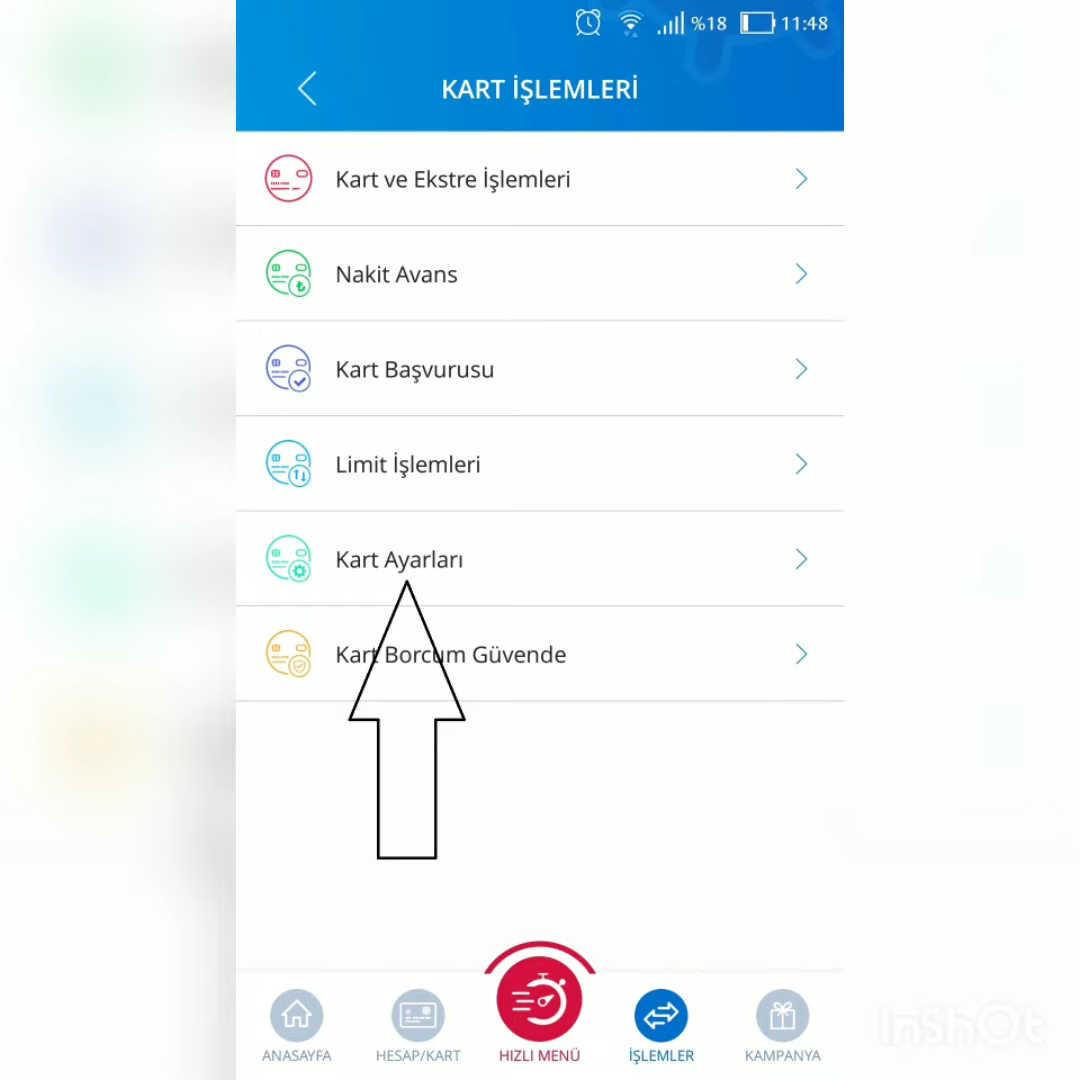 %18 11:48
KART İŞLEMLERİ
Kart ve Ekstre İşlemleri
Nakit Avans
Kart Başvurusu
Limit İşlemleri
Kart Ayarları
Kart Borcum Güvende
ANASAYFA HESAP/KART HIZLI MENÜ İŞLEMLER KAMPANYA
InShOt